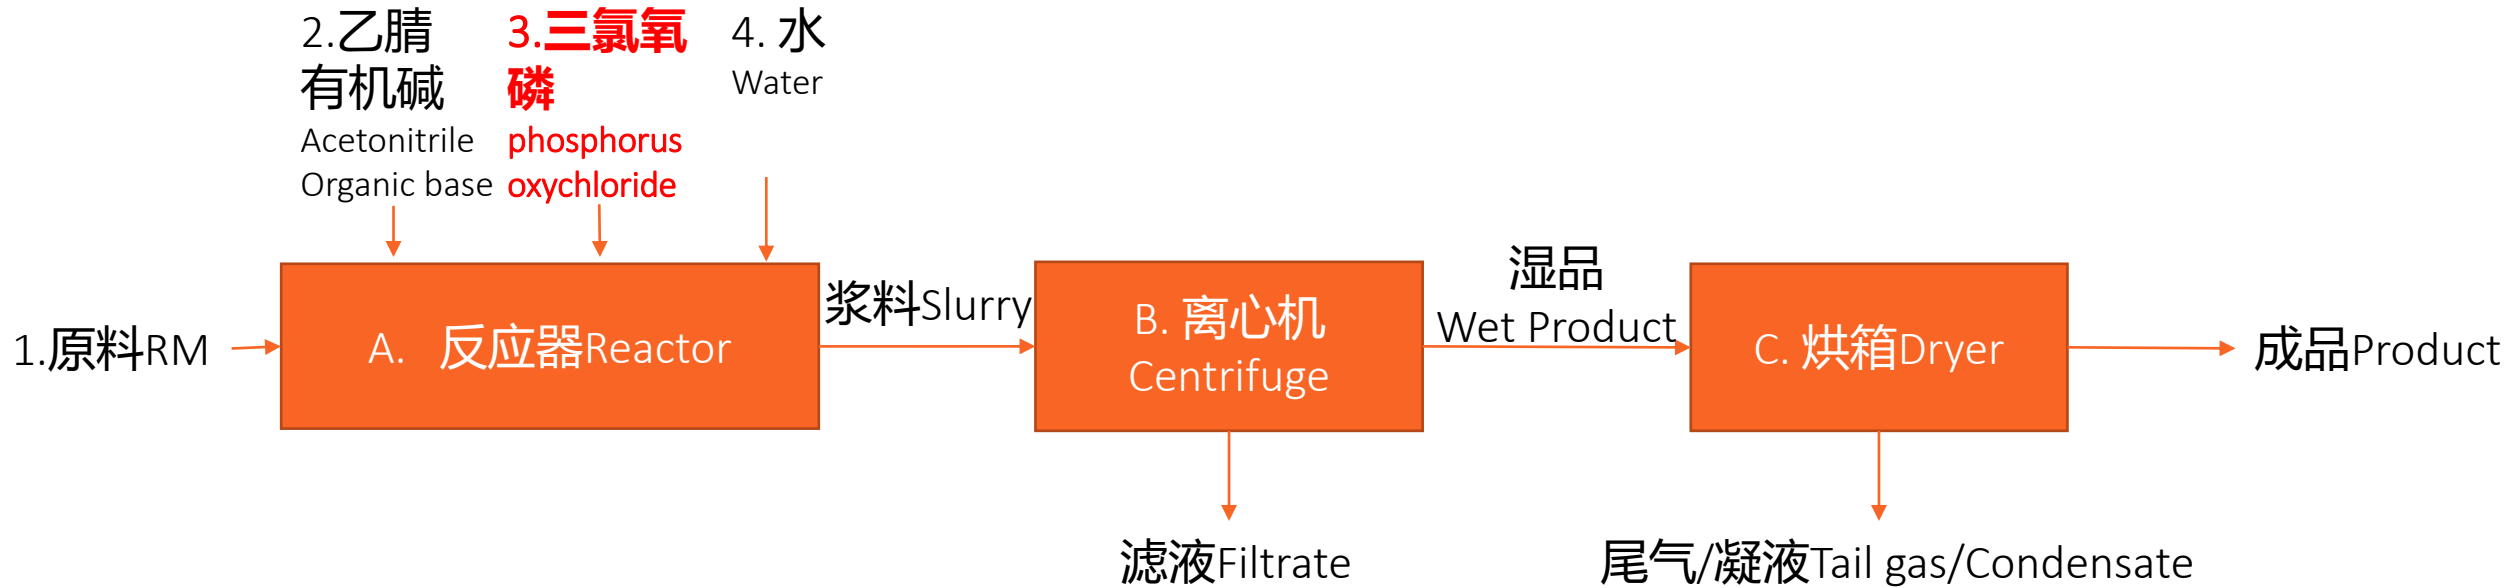 2.乙腈
有机碱
Acetonitrile
Organic base
3.三氯氧
磷
phosphorus
oxychloride
4. 水
Water
1.原料RM
A. 反应器Reactor
浆料Slurry
B. 离心机
Centrifuge
湿品
Wet Product
C. 烘箱Dryer
成品Product
滤液Filtrate
尾气/凝液Tail gas/Condensate